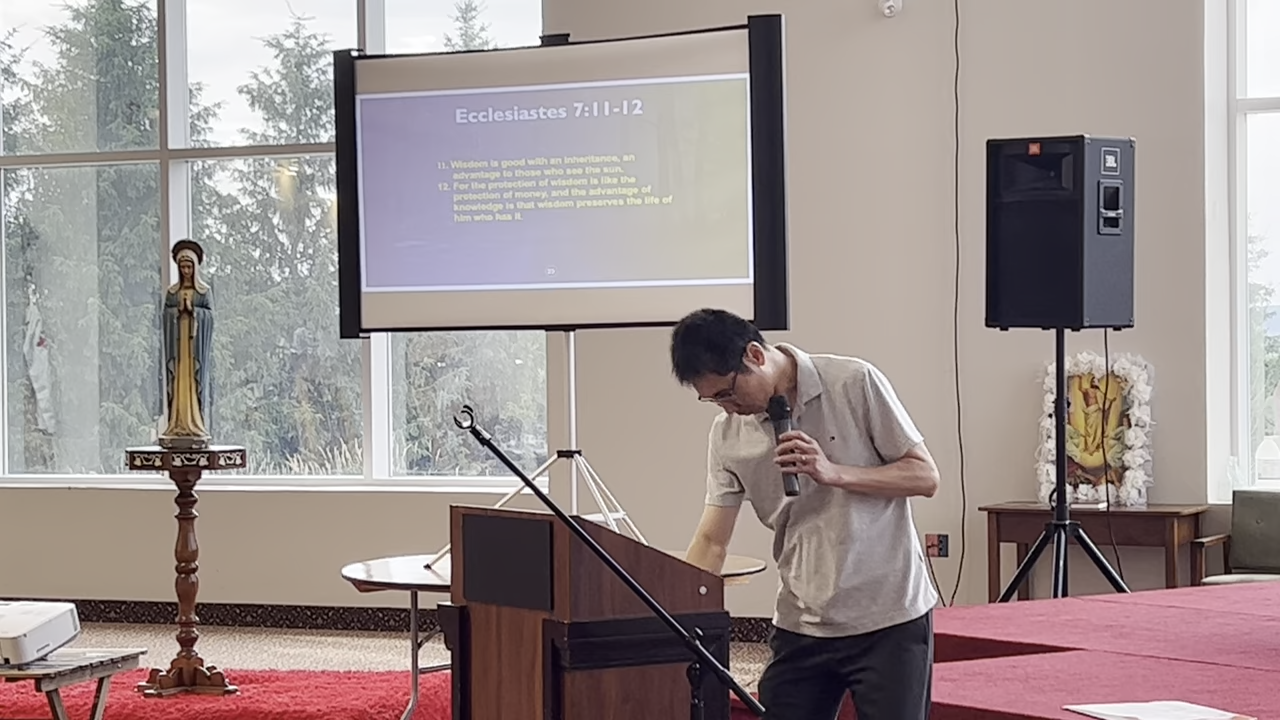 Ecclesiastes 7:11-12
11. Wisdom is good with an inheritance, an
advantage to those who see the sun.
12. For the protection of wisdom is like the
protection of money, and the advantage of
knowledge is that wisdom preserves the life of
him who has it.
23
JBL